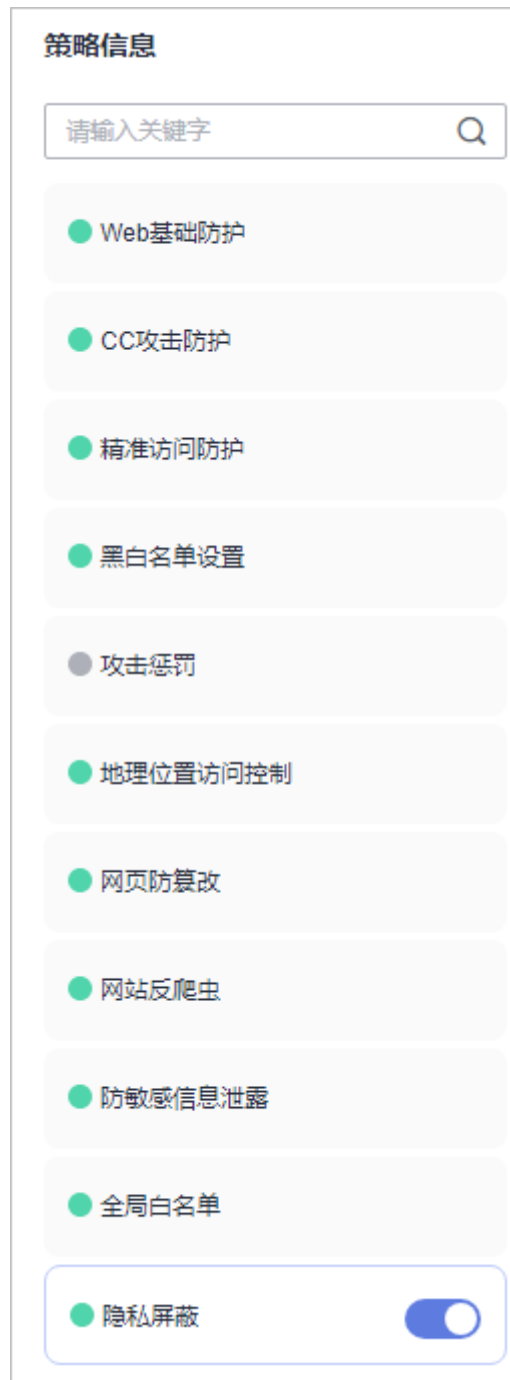 策略信息
请输入关键字
Web基础防护
CC攻击防护
精准访问防护
黑白名单设置
攻击惩罚
地理位置访问控制
网页防篡改
网站反爬虫
防敏感信息泄露
全局白名单
隐私屏蔽